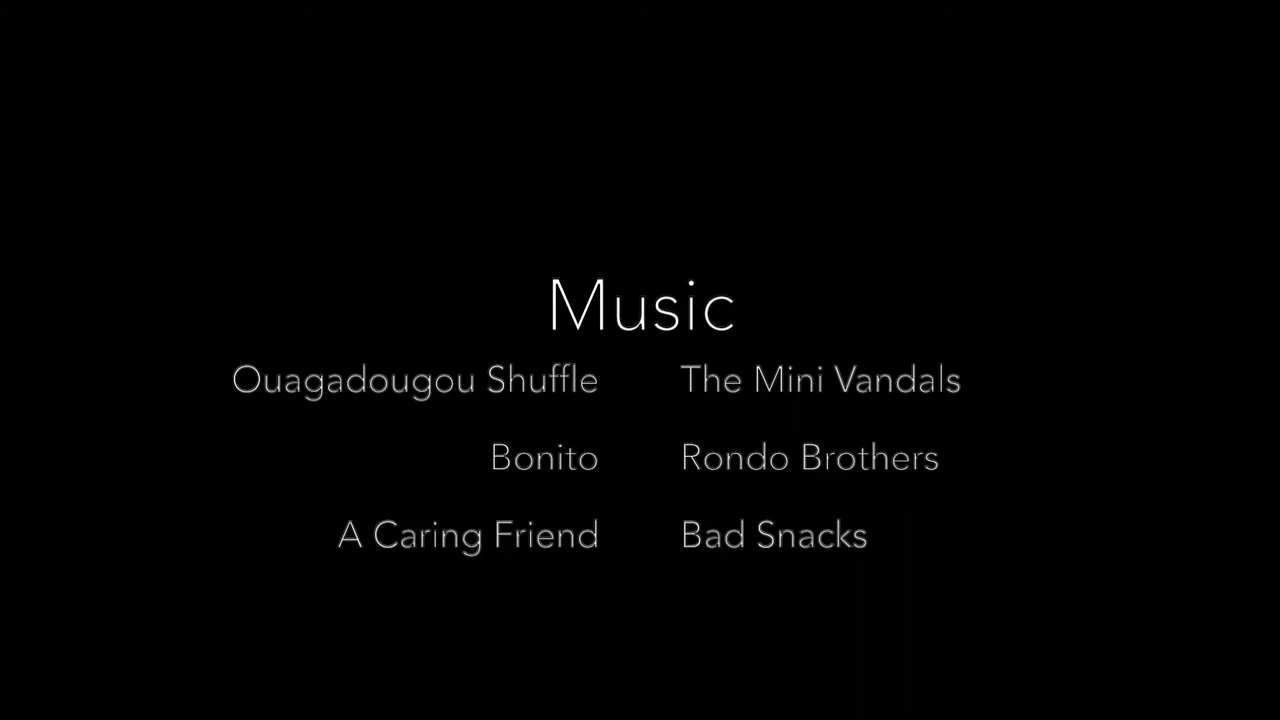 Music
Ouagadougou Shuffle The Mini Vandals
Bonito Rondo Brothers
A Caring Friend Bad Snacks